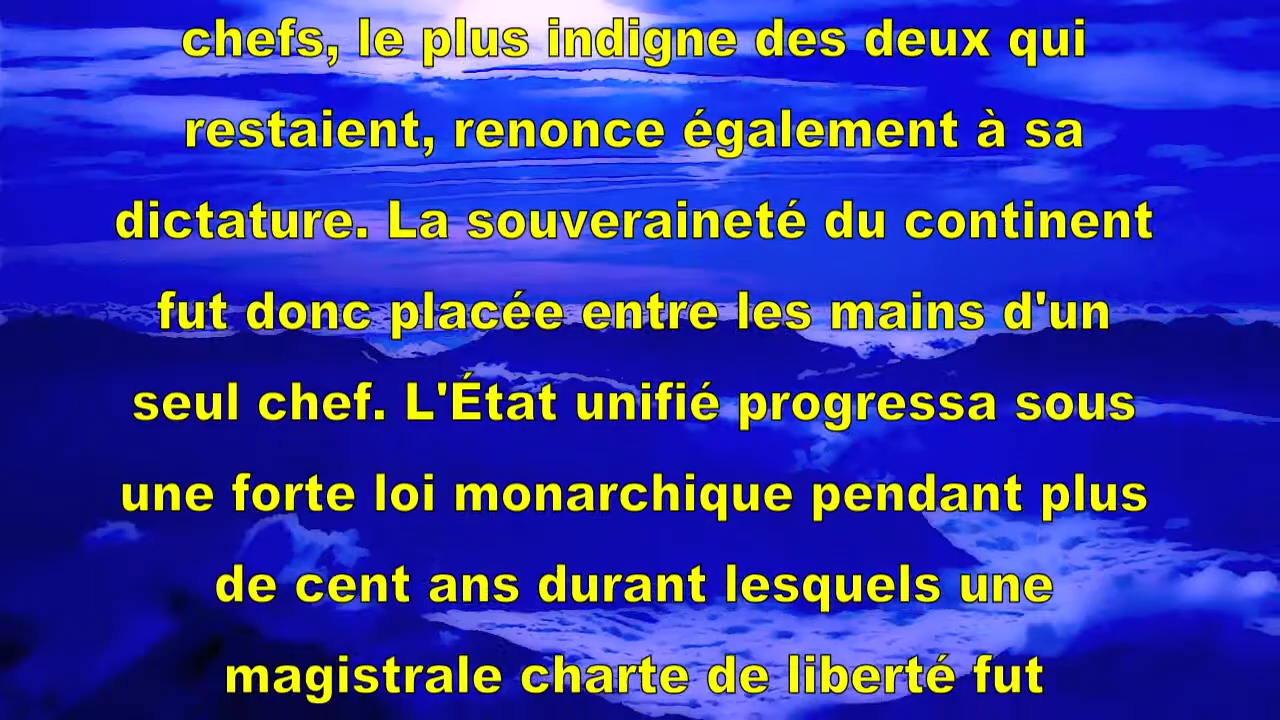 chefs, le plus indigne des deux qui
restaient, renonce également à sa
dictature. La souveraineté du continent
fut donc placée entre les mains d'un
seul chef. L'État unifié progressa sous
une forte loi monarchique pendant plus
de cent ans durant lesquels une
magistrale charte de liberté fut